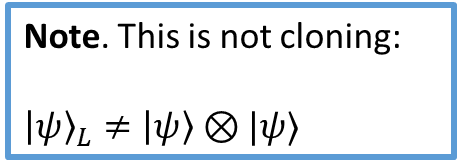 Note. This is not cloning:
|ψ⟩_L ≠ |ψ⟩ ⊗ |ψ⟩